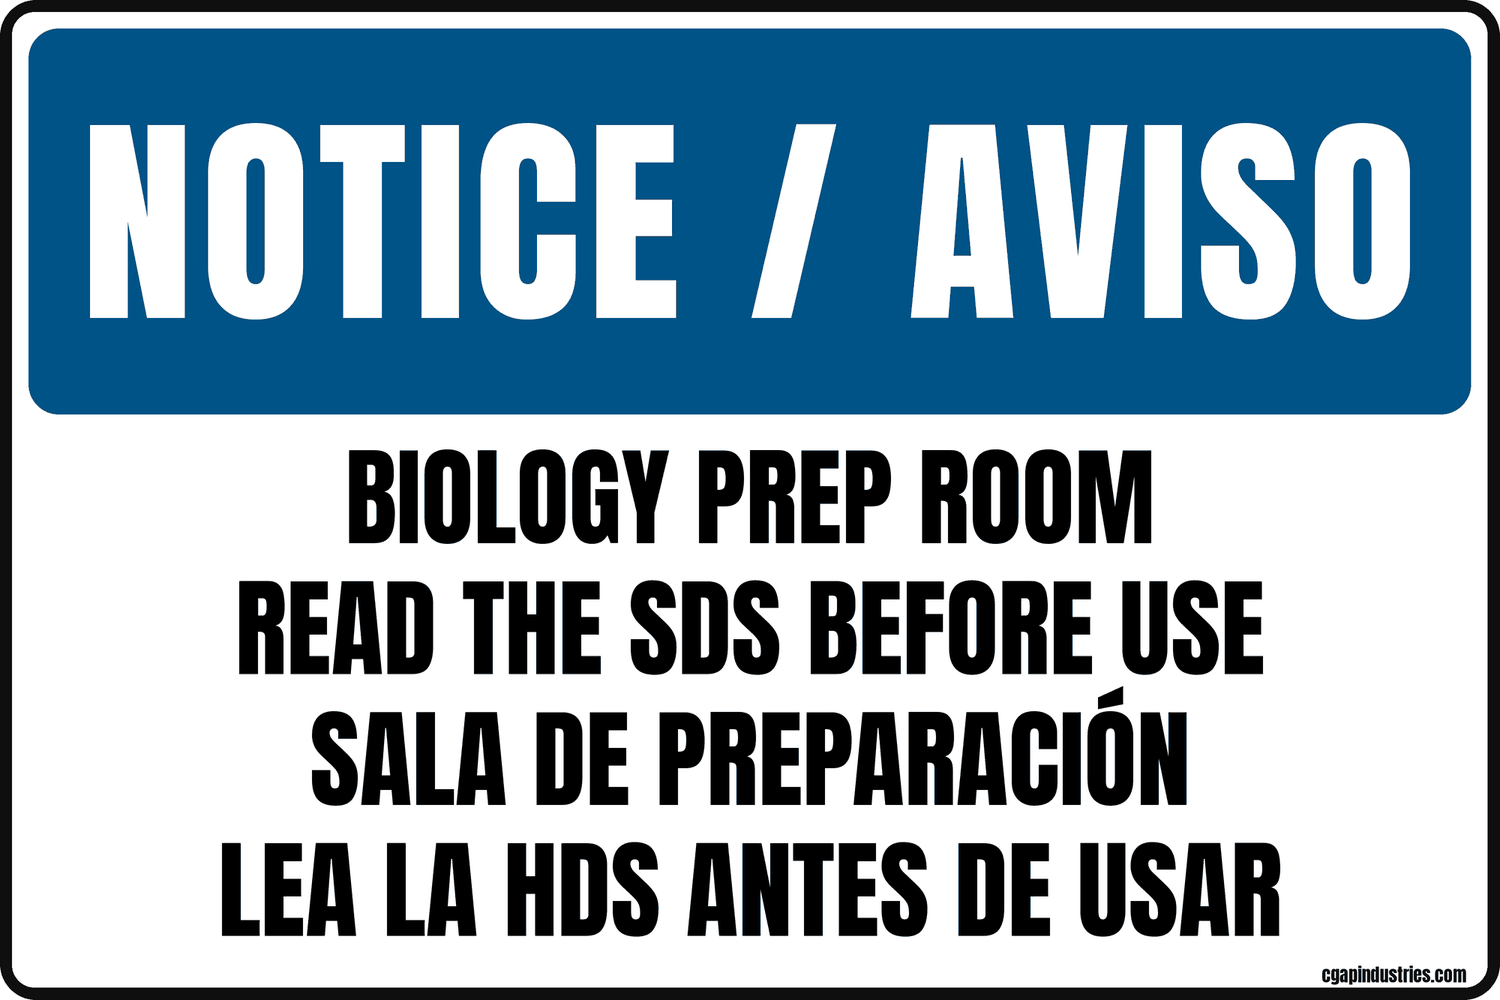 NOTICE / AVISO
BIOLOGY PREP ROOM
READ THE SDS BEFORE USE
SALA DE PREPARACIÓN
LEA LA HDS ANTES DE USAR
cgapindustries.com